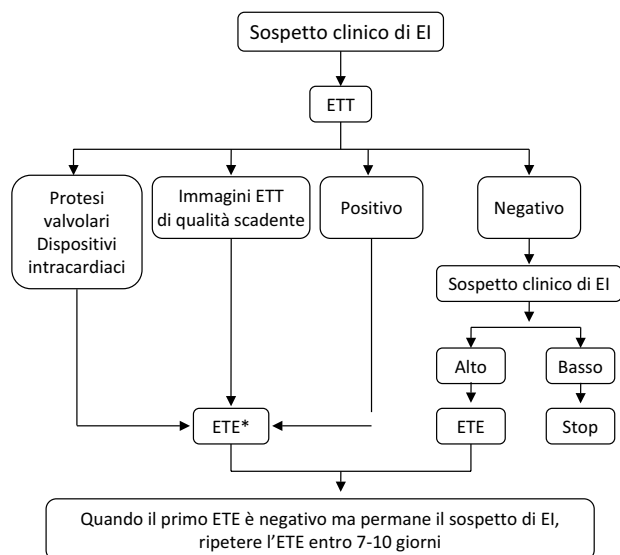 Sospetto clinico di EI
ETT
Protesi
valvolari
Dispositivi
intracardiaci
Immagini ETT
di qualità scadente
Positivo
Negativo
Sospetto clinico di EI
Alto
Basso
ETE*
ETE
Stop
Quando il primo ETE è negativo ma permane il sospetto di EI,
ripetere l’ETE entro 7-10 giorni